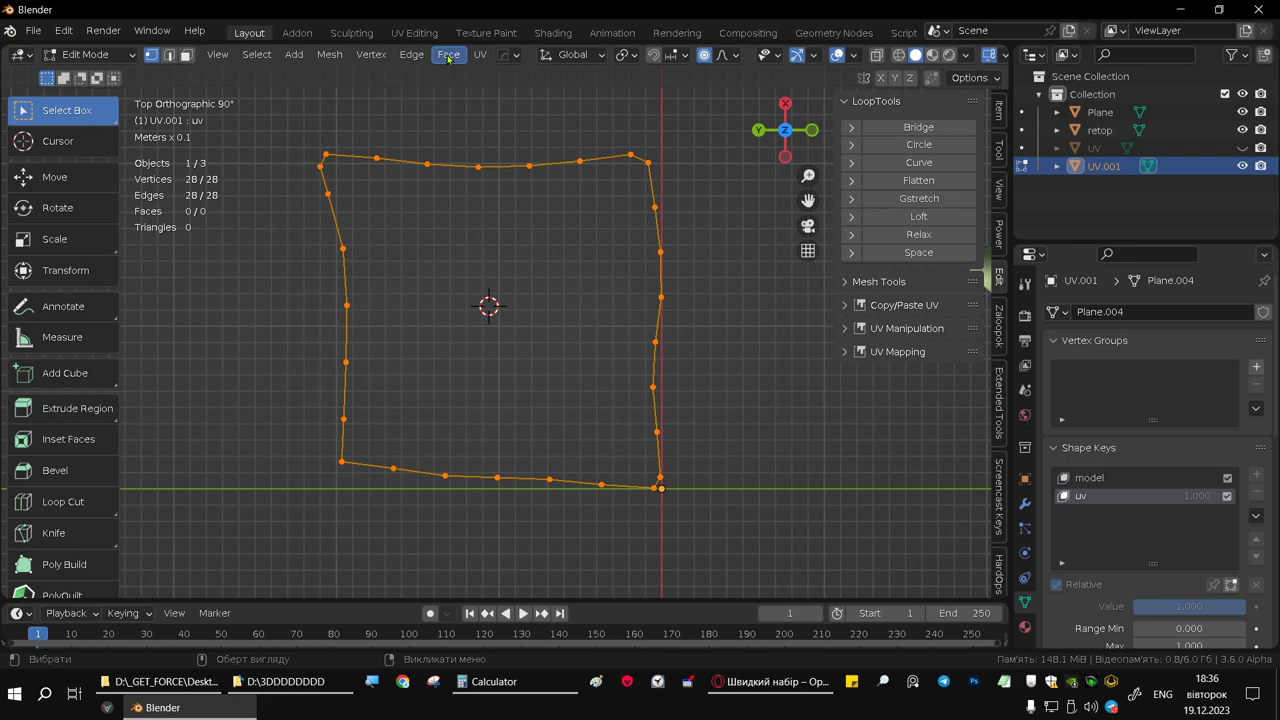 Blender
File Edit Render Window Help Layout Modeling Sculpting UV Editing Texture Paint Shading Animation Rendering Compositing Geometry Nodes Scripting Scene ViewLayer
Edit Mode View Select Add Mesh Vertex Edge Face UV Global
X Y Z Options
Top Orthographic 90°
(1) UV.001 : uv
Meters x 0.1
Objects 1 / 3
Vertices 28 / 28
Edges 28 / 28
Faces 0 / 0
Triangles 0
Select Box
Cursor
Move
Rotate
Scale
Transform
Annotate
Measure
Add Cube
Extrude Region
Inset Faces
Bevel
Loop Cut
Knife
Poly Build
PolyQuilt
X
Y Z
LoopTools
Bridge
Circle
Curve
Flatten
Gstretch
Loft
Relax
Space
Mesh Tools
Copy/Paste UV
UV Manipulation
UV Mapping
Item
Tool
View
Power
Edit
Zaloopok
Extended Tools
Screencast Keys
HardOps
Scene Collection
Collection
Plane
retop
UV
UV.001
UV.001 > Plane.004
Plane.004
Vertex Groups
Shape Keys
model
uv 1.000
Relative
Value 1.000
Range Min 0.000
Max 1.000
Playback Keying View Marker 1 Start 1 End 250
1 10 20 30 40 50 60 70 80 90 100 110 120 130 140 150 160 170 180 190 200 210 220 230 240 250
Вибрати Оберт вигляду Викликати меню Пам'ять: 148.1 MiB | Відеопам'ять: 0.8/6.0 Гб | 3.6.0 Alpha
D:\_GET_FORCE\Deskt... D:\3DDDDDDDD Calculator Швидкий набір – Op...
Blender
ENG
18:36
вівторок
19.12.2023